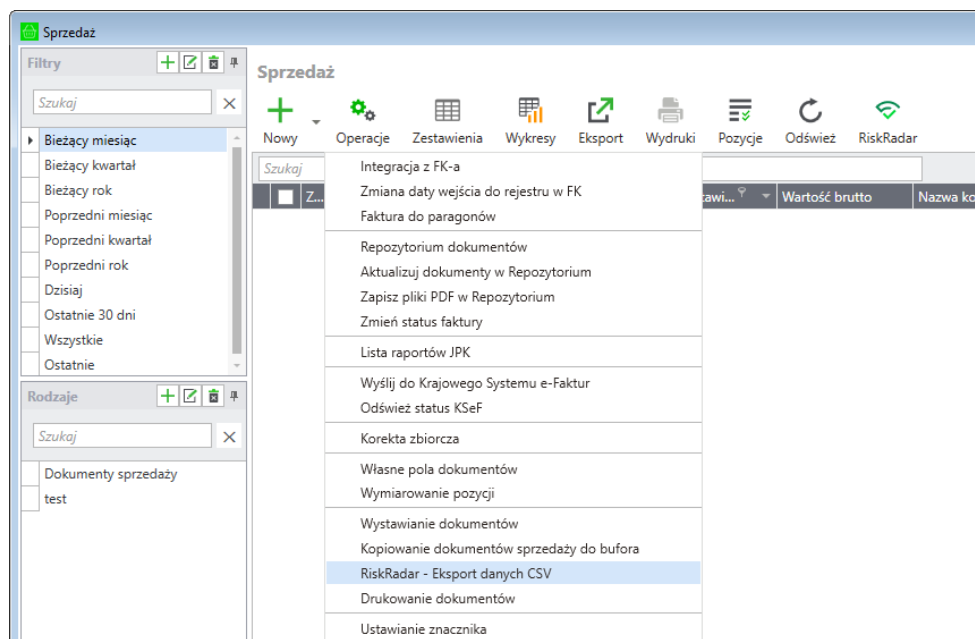 Sprzedaż
Filtry
Szukaj
Bieżący miesiąc
Bieżący kwartał
Bieżący rok
Poprzedni miesiąc
Poprzedni kwartał
Poprzedni rok
Dzisiaj
Ostatnie 30 dni
Wszystkie
Ostatnie
Rodzaje
Szukaj
Dokumenty sprzedaży
test
Sprzedaż
Nowy Operacje Zestawienia Wykresy Eksport Wydruki Pozycje Odśwież RiskRadar
Szukaj
Z... tawi... Wartość brutto Nazwa ko
Integracja z FK-a
Zmiana daty wejścia do rejestru w FK
Faktura do paragonów
Repozytorium dokumentów
Aktualizuj dokumenty w Repozytorium
Zapisz pliki PDF w Repozytorium
Zmień status faktury
Lista raportów JPK
Wyślij do Krajowego Systemu e-Faktur
Odśwież status KSeF
Korekta zbiorcza
Własne pola dokumentów
Wymiarowanie pozycji
Wystawianie dokumentów
Kopiowanie dokumentów sprzedaży do bufora
RiskRadar - Eksport danych CSV
Drukowanie dokumentów
Ustawianie znacznika